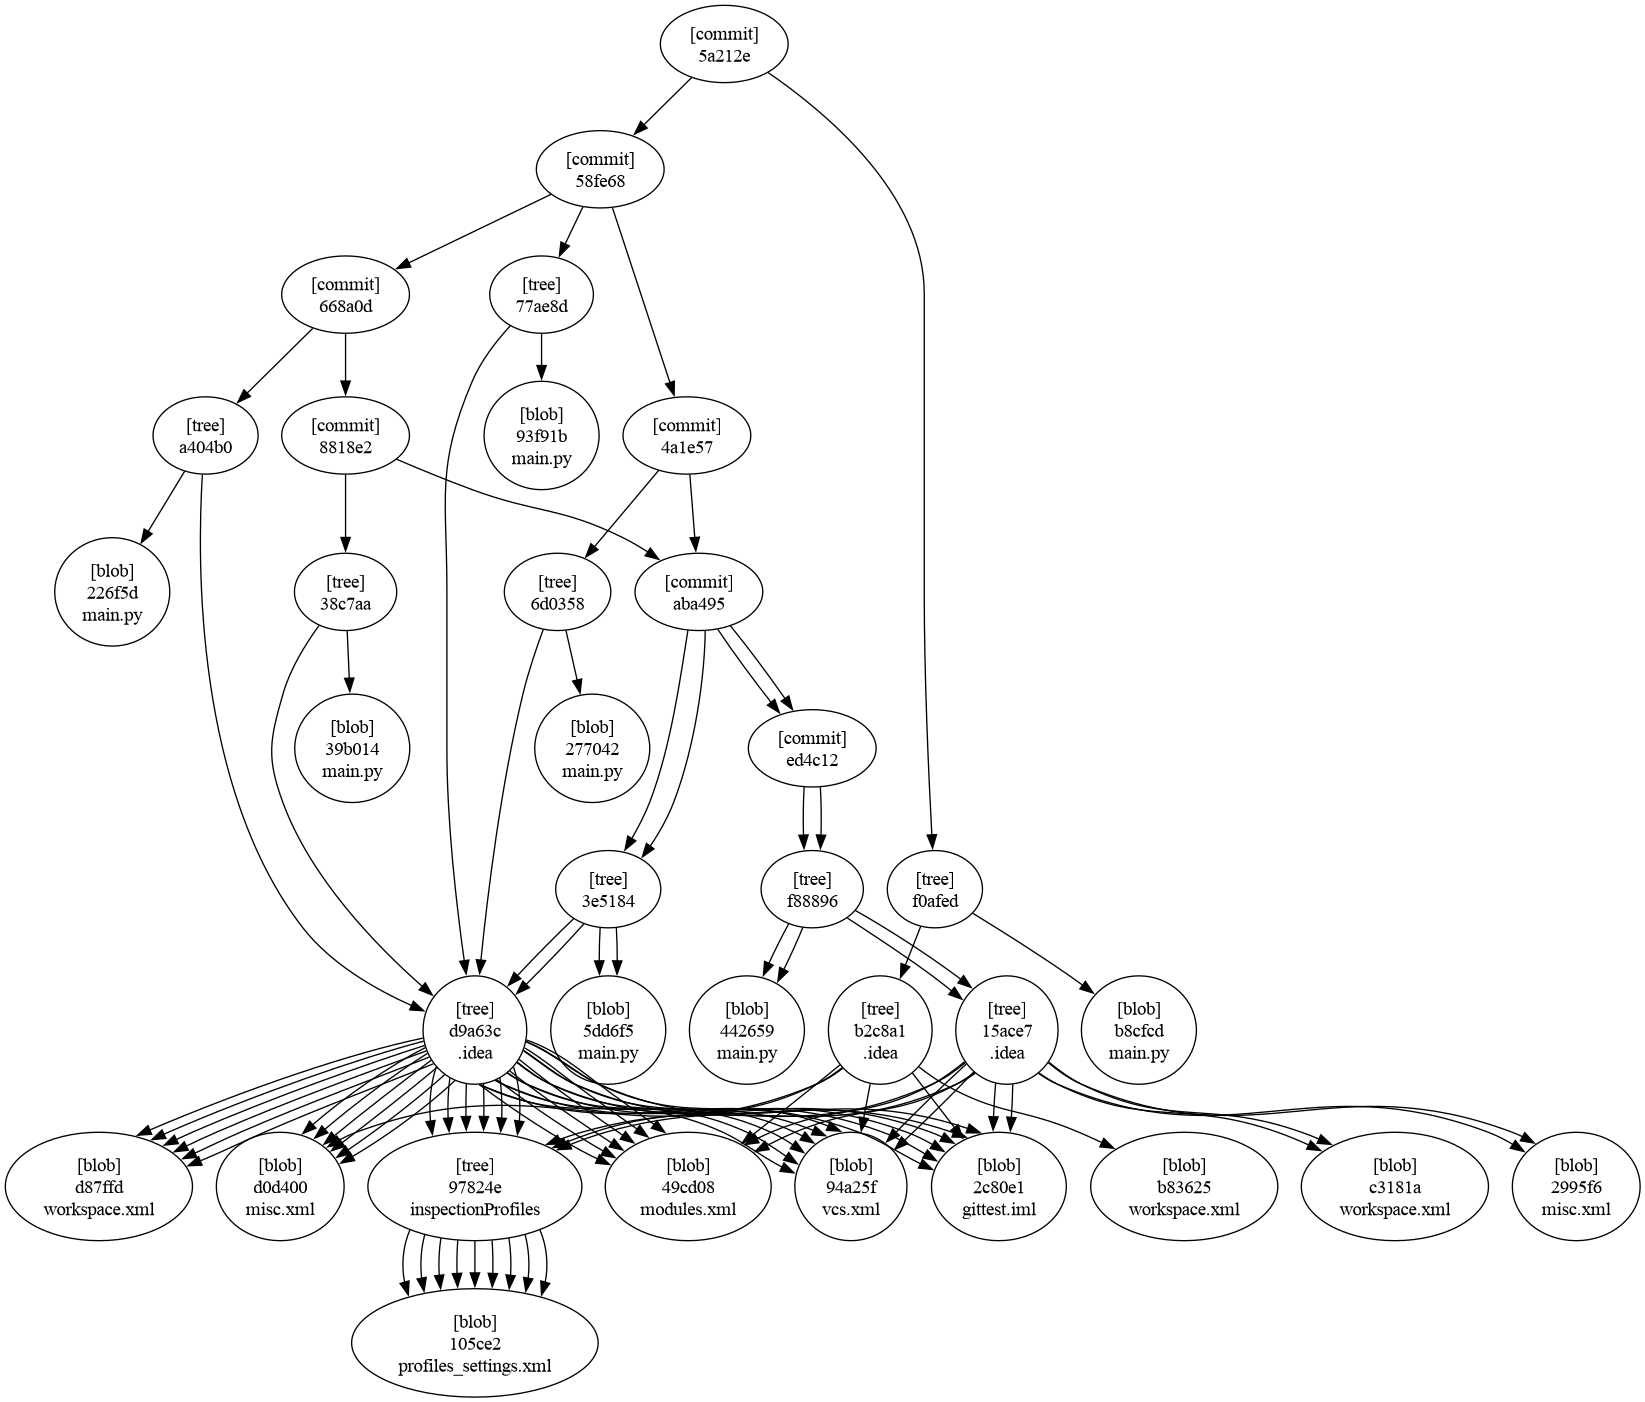 [commit]
5a212e
[commit]
58fe68
[commit]
668a0d
[tree]
77ae8d
[tree]
a404b0
[commit]
8818e2
[blob]
93f91b
main.py
[commit]
4a1e57
[blob]
226f5d
main.py
[tree]
38c7aa
[tree]
6d0358
[commit]
aba495
[blob]
39b014
main.py
[blob]
277042
main.py
[commit]
ed4c12
[tree]
3e5184
[tree]
f88896
[tree]
f0afed
[tree]
d9a63c
.idea
[blob]
5dd6f5
main.py
[blob]
442659
main.py
[tree]
b2c8a1
.idea
[tree]
15ace7
.idea
[blob]
b8cfcd
main.py
[blob]
d87ffd
workspace.xml
[blob]
d0d400
misc.xml
[tree]
97824e
inspectionProfiles
[blob]
49cd08
modules.xml
[blob]
94a25f
vcs.xml
[blob]
2c80e1
gittest.iml
[blob]
b83625
workspace.xml
[blob]
c3181a
workspace.xml
[blob]
2995f6
misc.xml
[blob]
105ce2
profiles_settings.xml